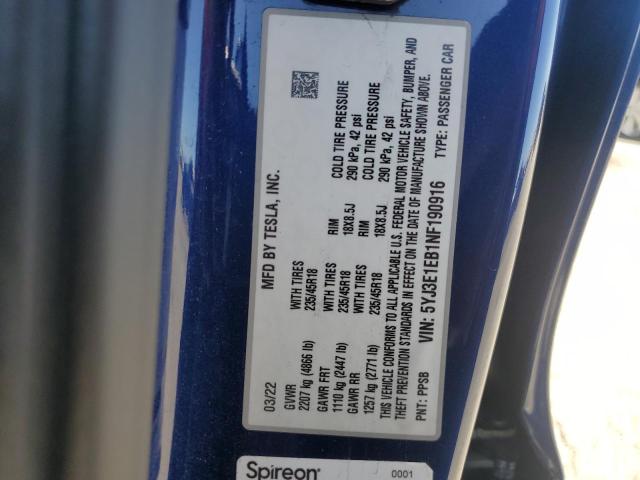 MFD BY TESLA, INC.
03/22
GVWR
2207 kg (4866 lb)
GAWR FRT WITH TIRES RIM COLD TIRE PRESSURE
1110 kg (2447 lb) 235/45R18 18X8.5J 290 kPa, 42 psi
GAWR RR WITH TIRES RIM COLD TIRE PRESSURE
1257 kg (2771 lb) 235/45R18 18X8.5J 290 kPa, 42 psi
THIS VEHICLE CONFORMS TO ALL APPLICABLE U.S. FEDERAL MOTOR VEHICLE SAFETY, BUMPER, AND
THEFT PREVENTION STANDARDS IN EFFECT ON THE DATE OF MANUFACTURE SHOWN ABOVE.
VIN: 5YJ3E1EB1NF190916
PNT: PPSB TYPE: PASSENGER CAR
Spireon
0001